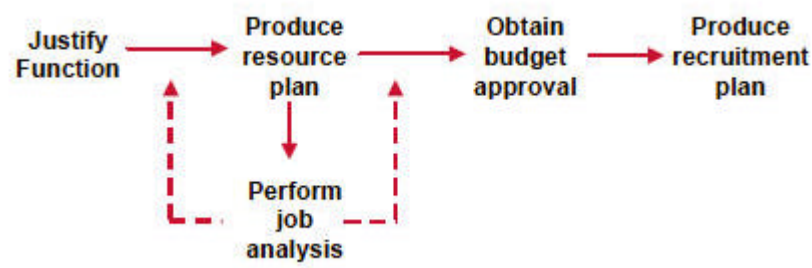 Justify
Function
Produce
resource
plan
Obtain
budget
approval
Produce
recruitment
plan
Perform
job
analysis